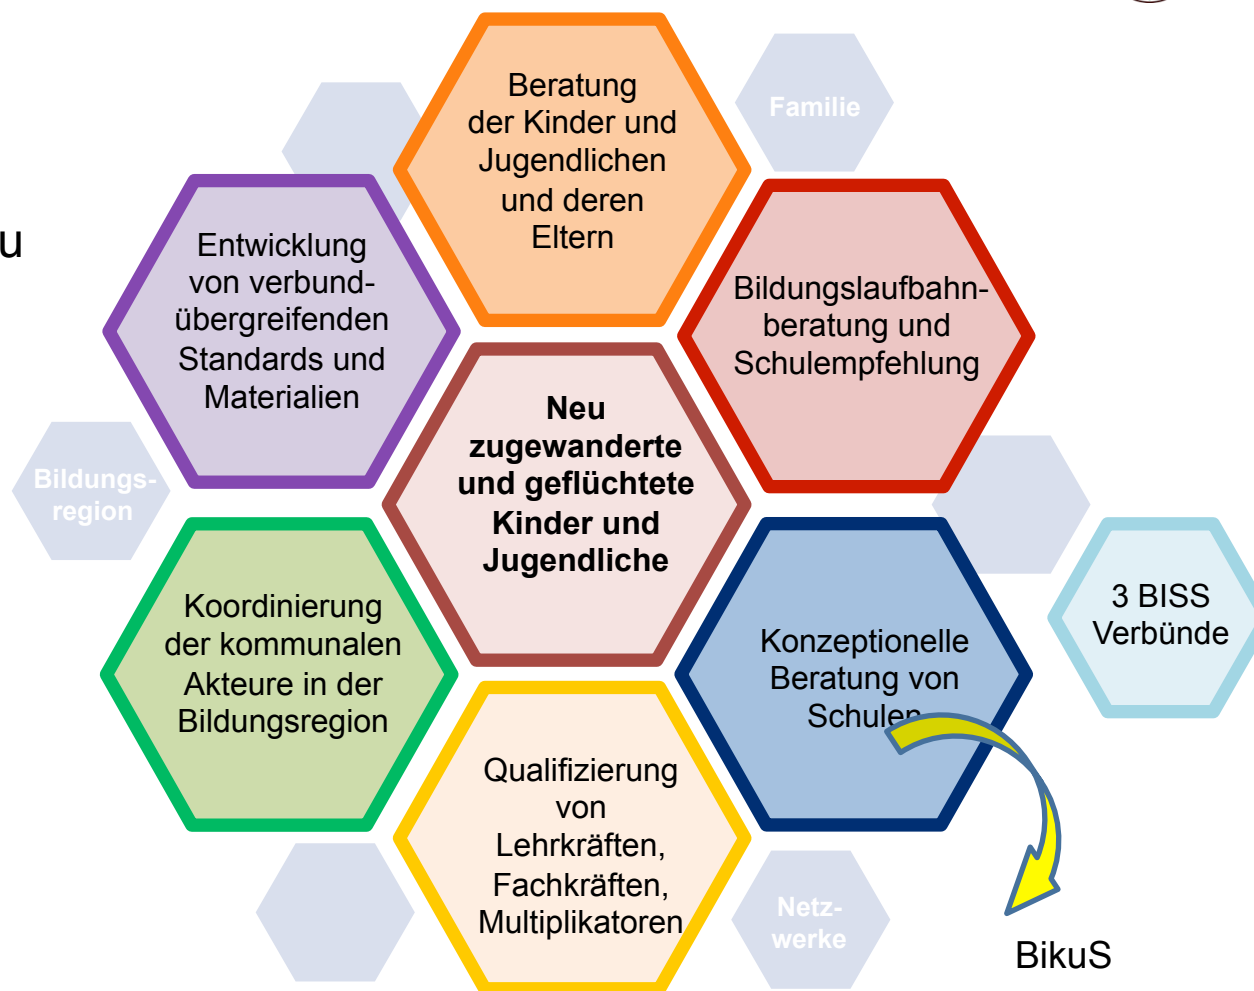 Beratung
der Kinder und
Jugendlichen
und deren
Eltern
Familie
u
Entwicklung
von verbund-
übergreifenden
Standards und
Materialien
Bildungslaufbahn-
beratung und
Schulempfehlung
Neu
zugewanderte
und geflüchtete
Kinder und
Jugendliche
Bildungs-
region
Koordinierung
der kommunalen
Akteure in der
Bildungsregion
Konzeptionelle
Beratung von
Schulen
3 BISS
Verbünde
Qualifizierung
von
Lehrkräften,
Fachkräften,
Multiplikatoren
Netz-
werke
BikuS